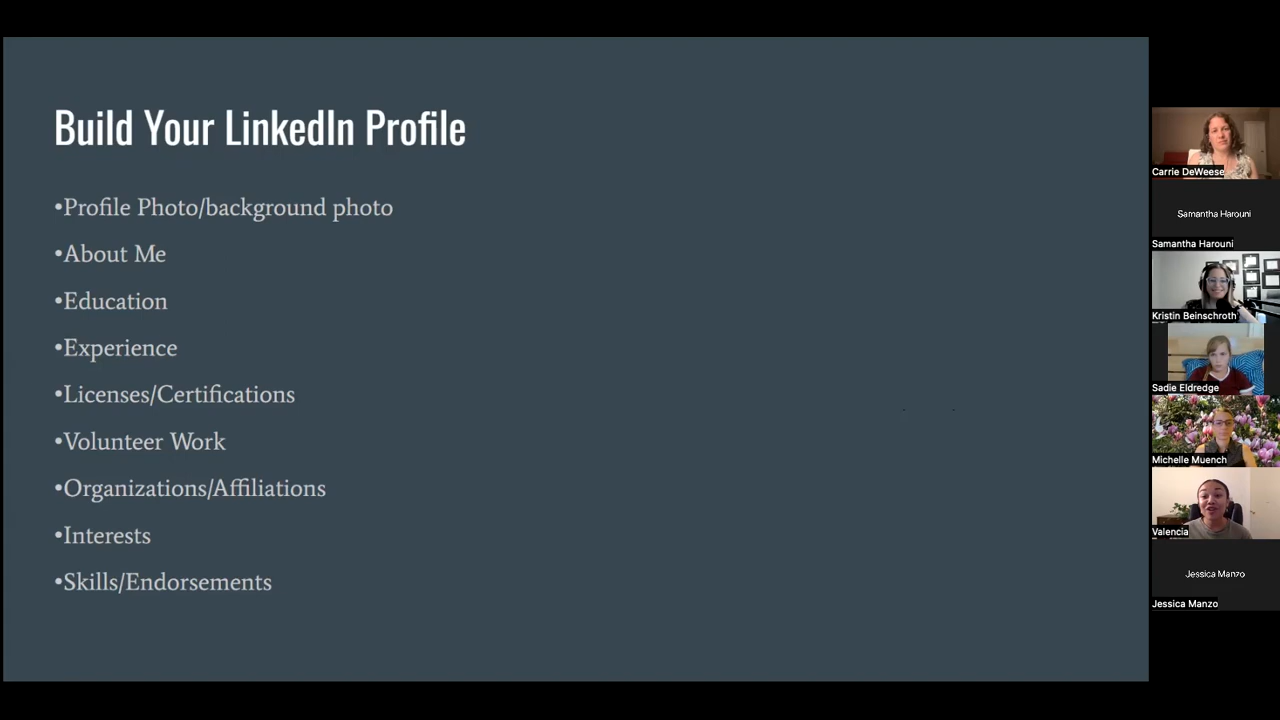 Build Your LinkedIn Profile
•Profile Photo/background photo
•About Me
•Education
•Experience
•Licenses/Certifications
•Volunteer Work
•Organizations/Affiliations
•Interests
•Skills/Endorsements
Carrie DeWeese
Samantha Harouni
Samantha Harouni
Kristin Beinschroth
Sadie Eldredge
Michelle Muench
Valencia
Jessica Manzo
Jessica Manzo